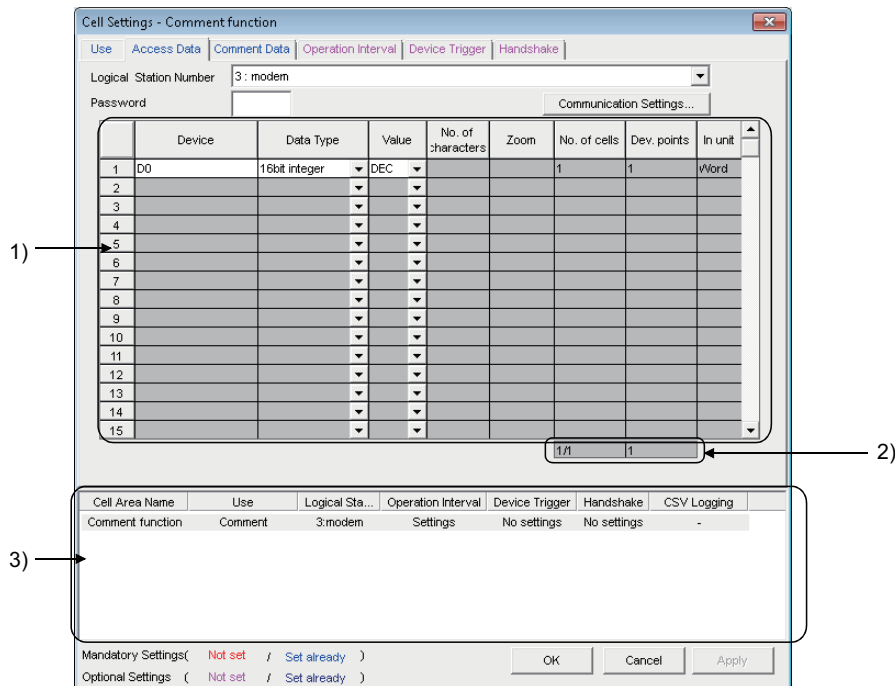 Cell Settings - Comment function
Use Access Data Comment Data Operation Interval Device Trigger Handshake
Logical Station Number 3 : modem
Password Communication Settings...
Device Data Type Value No. of characters Zoom No. of cells Dev. points In unit
1 D0 16bit integer DEC 1 1 Word
2
3
4
1) 5
6
7
8
9
10
11
12
13
14
15
1/1 1 2)
Cell Area Name Use Logical Sta... Operation Interval Device Trigger Handshake CSV Logging
Comment function Comment 3:modem Settings No settings No settings -
3)
Mandatory Settings( Not set / Set already )
Optional Settings ( Not set / Set already )
OK Cancel Apply